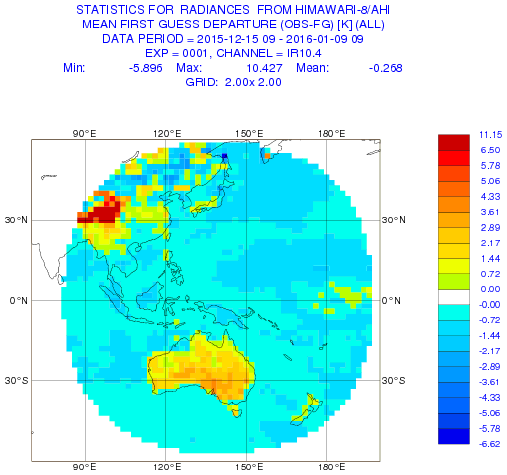 STATISTICS FOR RADIANCES FROM HIMAWARI-8/AHI
MEAN FIRST GUESS DEPARTURE (OBS-FG) [K] (ALL)
DATA PERIOD = 2015-12-15 09 - 2016-01-09 09
EXP = 0001, CHANNEL = IR10.4
Min: -5.896 Max: 10.427 Mean: -0.268
GRID: 2.00x 2.00
90°E 120°E 150°E 180°E
30°N 30°N
0°N 0°N
30°S 30°S
90°E 120°E 150°E 180°E
11.15
6.50
5.78
5.06
4.33
3.61
2.89
2.17
1.44
0.72
0.00
-0.00
-0.72
-1.44
-2.17
-2.89
-3.61
-4.33
-5.06
-5.78
-6.62